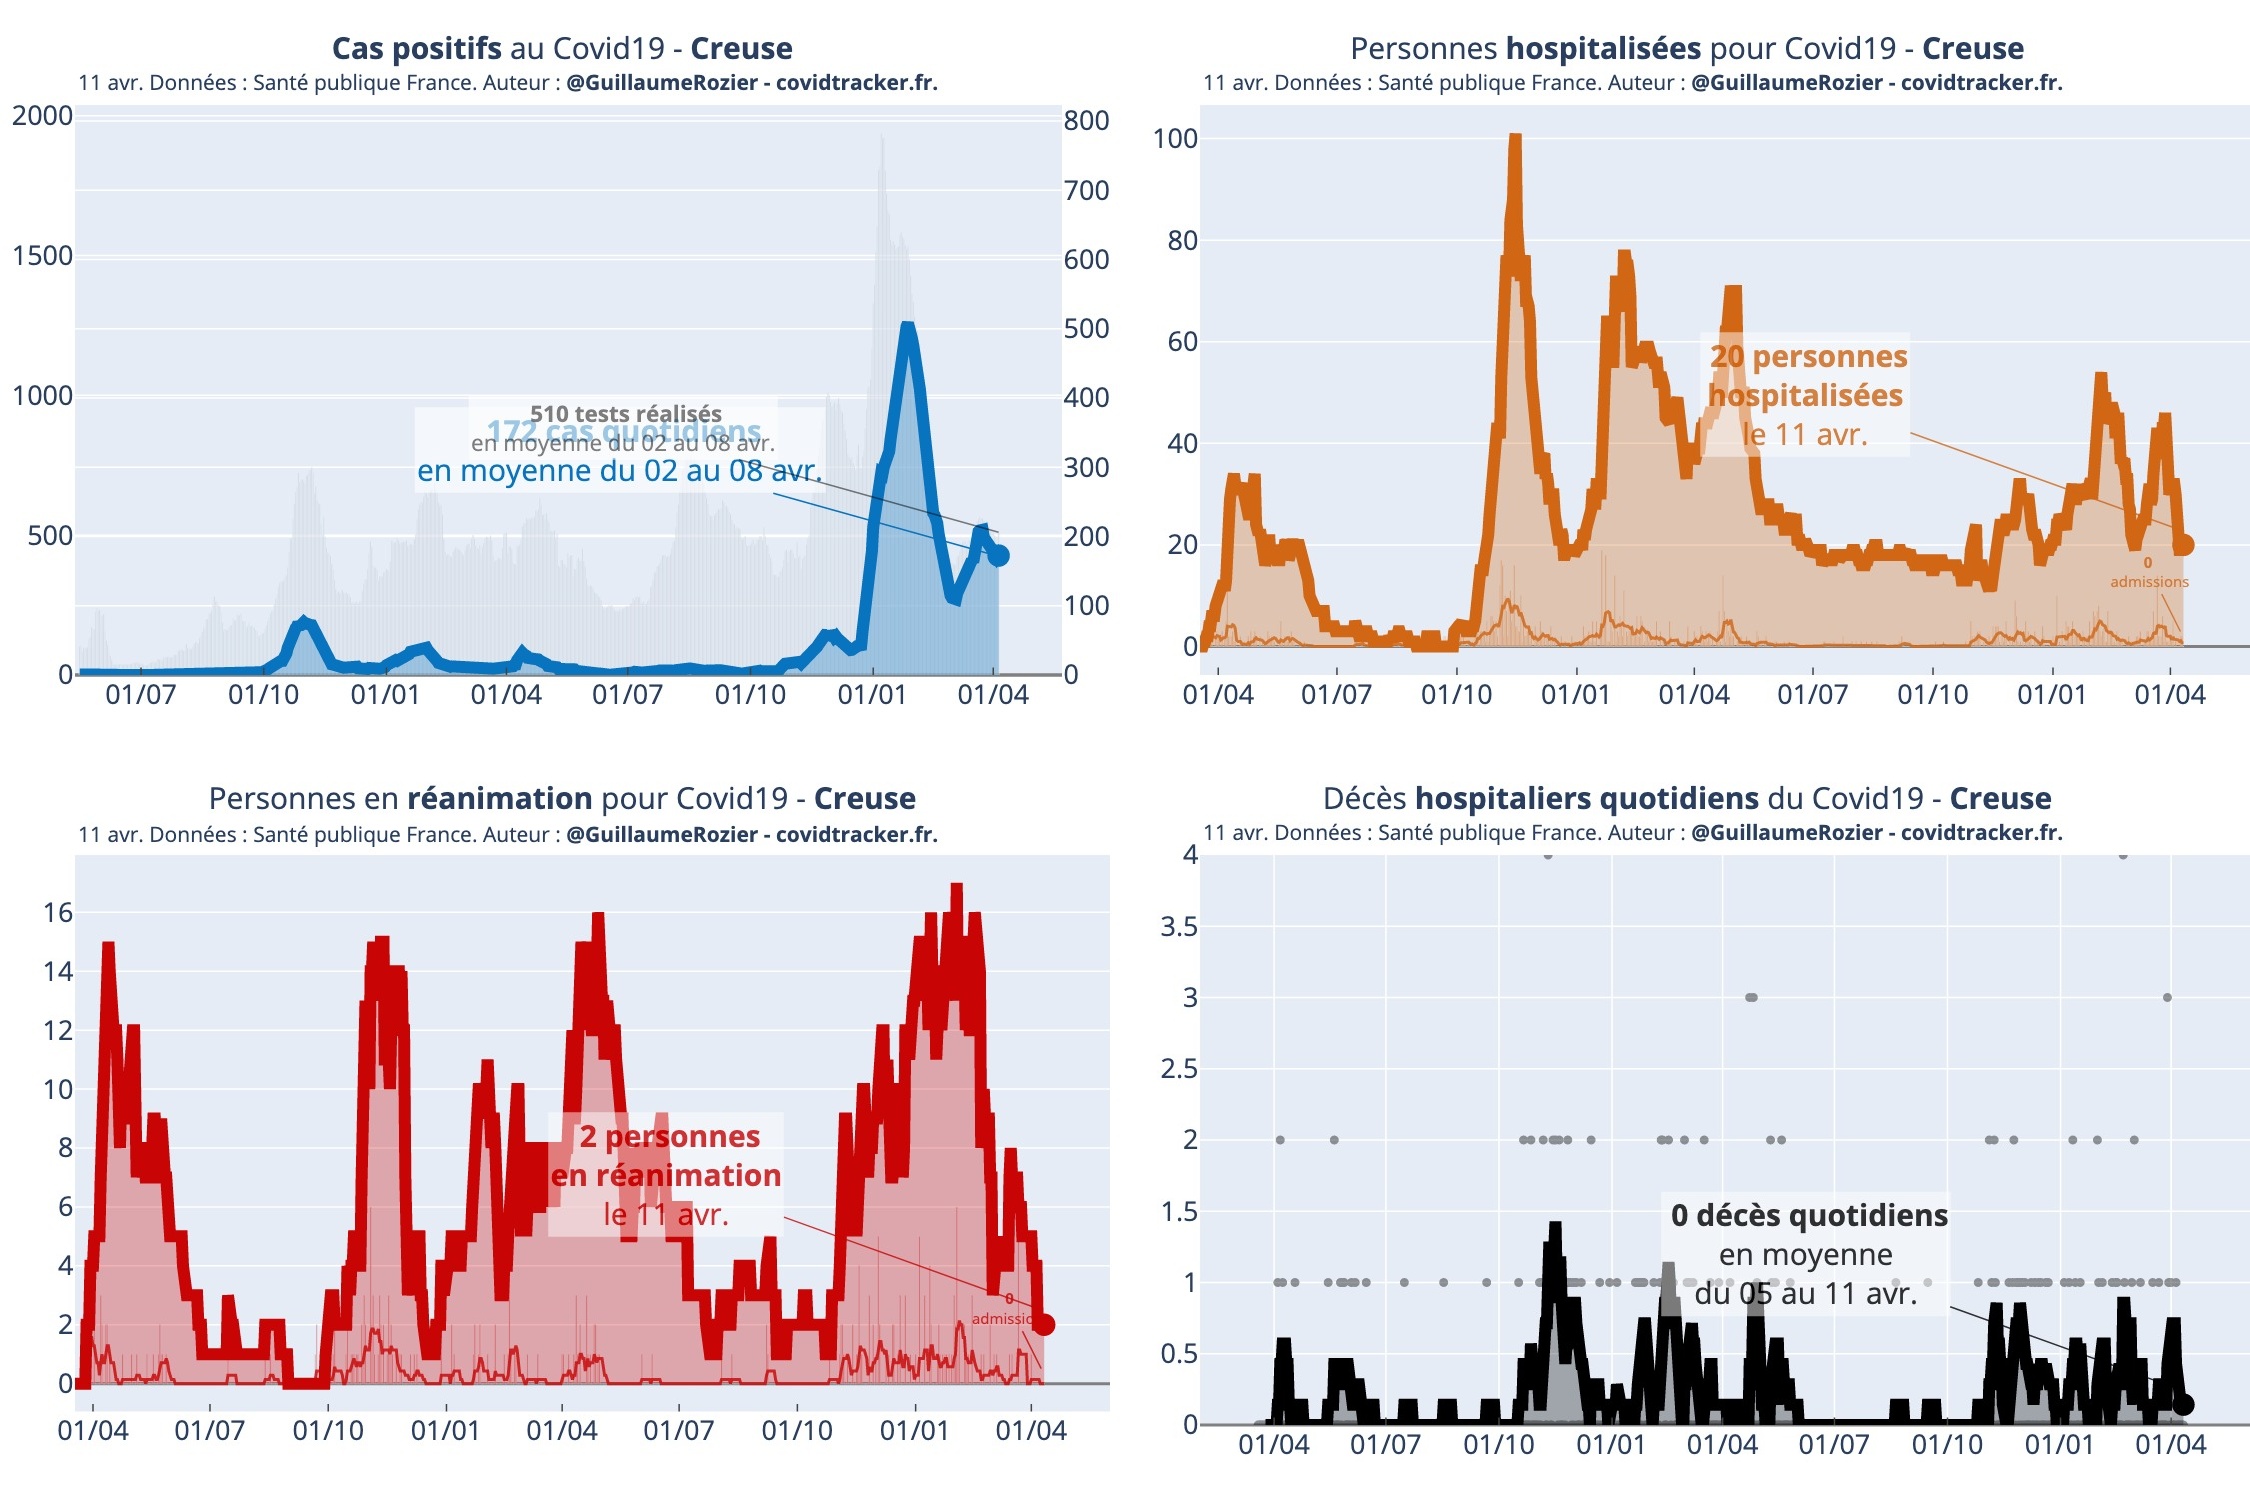 Cas positifs au Covid19 - Creuse
11 avr. Données : Santé publique France. Auteur : @GuillaumeRozier - covidtracker.fr.
2000
1500
1000
500
0
800
700
600
500
400
300
200
100
0
510 tests réalisés
172 cas quotidiens
en moyenne du 02 au 08 avr.
en moyenne du 02 au 08 avr.
01/07 01/10 01/01 01/04 01/07 01/10 01/01 01/04
Personnes hospitalisées pour Covid19 - Creuse
11 avr. Données : Santé publique France. Auteur : @GuillaumeRozier - covidtracker.fr.
100
80
60
40
20
0
20 personnes
hospitalisées
le 11 avr.
0
admissions
01/04 01/07 01/10 01/01 01/04 01/07 01/10 01/01 01/04
Personnes en réanimation pour Covid19 - Creuse
11 avr. Données : Santé publique France. Auteur : @GuillaumeRozier - covidtracker.fr.
16
14
12
10
8
6
4
2
0
2 personnes
en réanimation
le 11 avr.
0
admissio
01/04 01/07 01/10 01/01 01/04 01/07 01/10 01/01 01/04
Décès hospitaliers quotidiens du Covid19 - Creuse
11 avr. Données : Santé publique France. Auteur : @GuillaumeRozier - covidtracker.fr.
4
3.5
3
2.5
2
1.5
1
0.5
0
0 décès quotidiens
en moyenne
du 05 au 11 avr.
01/04 01/07 01/10 01/01 01/04 01/07 01/10 01/01 01/04